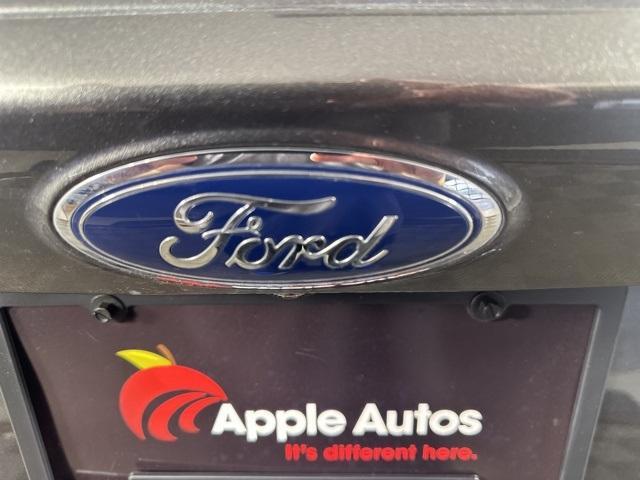 Ford
Apple Autos
It's different here.